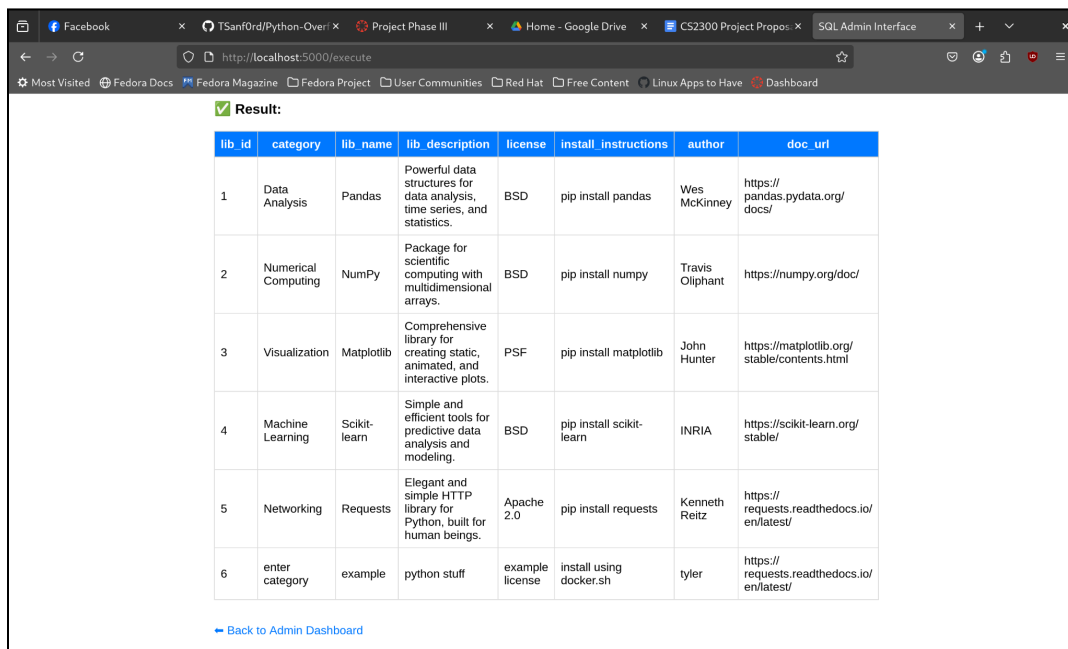 Facebook
TSanf0rd/Python-Overf
Project Phase III
Home - Google Drive
CS2300 Project Propos
SQL Admin Interface
http://localhost:5000/execute
Most Visited
Fedora Docs
Fedora Magazine
Fedora Project
User Communities
Red Hat
Free Content
Linux Apps to Have
Dashboard
Result:
lib_id
category
lib_name
lib_description
license
install_instructions
author
doc_url
1
Data
Analysis
Pandas
Powerful data
structures for
data analysis,
time series, and
statistics.
BSD
pip install pandas
Wes
McKinney
https://
pandas.pydata.org/
docs/
2
Numerical
Computing
NumPy
Package for
scientific
computing with
multidimensional
arrays.
BSD
pip install numpy
Travis
Oliphant
https://numpy.org/doc/
3
Visualization
Matplotlib
Comprehensive
library for
creating static,
animated, and
interactive plots.
PSF
pip install matplotlib
John
Hunter
https://matplotlib.org/
stable/contents.html
4
Machine
Learning
Scikit-
learn
Simple and
efficient tools for
predictive data
analysis and
modeling.
BSD
pip install scikit-
learn
INRIA
https://scikit-learn.org/
stable/
5
Networking
Requests
Elegant and
simple HTTP
library for
Python, built for
human beings.
Apache
2.0
pip install requests
Kenneth
Reitz
https://
requests.readthedocs.io/
en/latest/
6
enter
category
example
python stuff
example
license
install using
docker.sh
tyler
https://
requests.readthedocs.io/
en/latest/
⬅ Back to Admin Dashboard